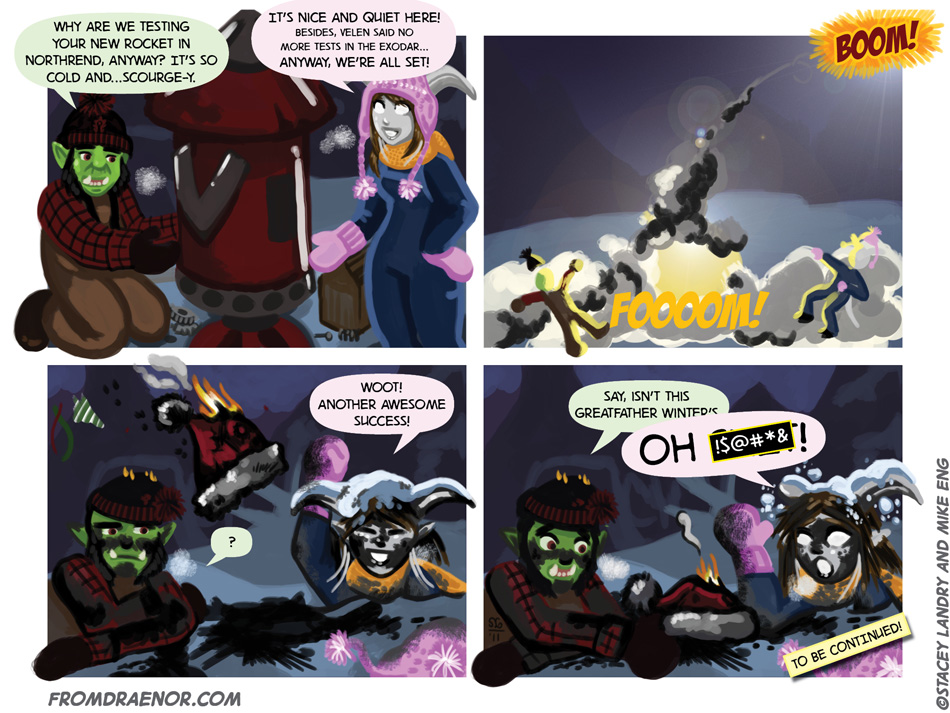 WHY ARE WE TESTING
YOUR NEW ROCKET IN
NORTHREND, ANYWAY? IT'S SO
COLD AND...SCOURGE-Y.
IT'S NICE AND QUIET HERE!
BESIDES, VELEN SAID NO
MORE TESTS IN THE EXODAR...
ANYWAY, WE'RE ALL SET!
BOOM!
FOOOOM!
WOOT!
ANOTHER AWESOME
SUCCESS!
?
SAY, ISN'T THIS
GREATFATHER WINTER'S
OH !$@#*&!
TO BE CONTINUED!
FROMDRAENOR.COM
©STACEY LANDRY AND MIKE ENG